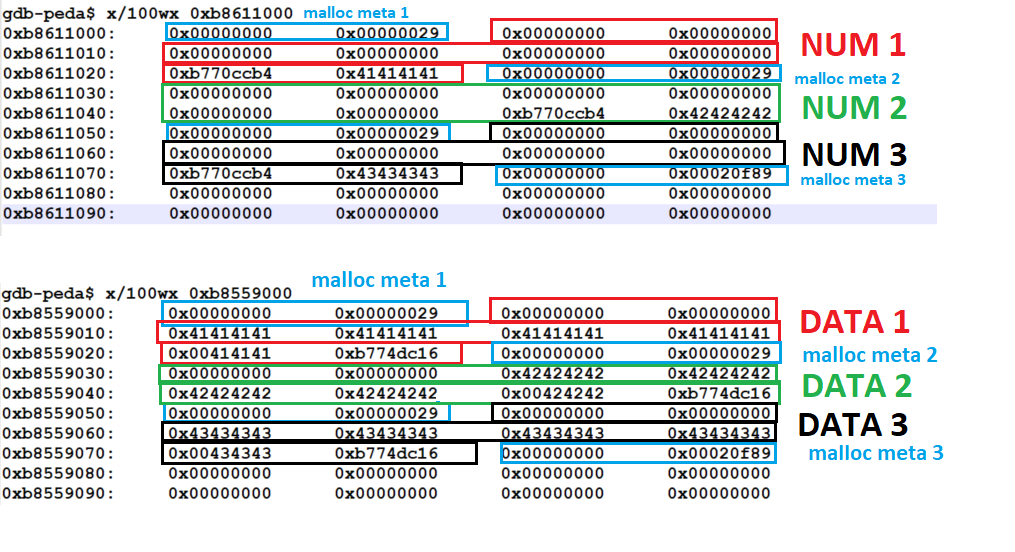 gdb-peda$ x/100wx 0xb8611000 malloc meta 1
0xb8611000: 0x00000000 0x00000029 0x00000000 0x00000000
NUM 1
0xb8611010: 0x00000000 0x00000000 0x00000000 0x00000000
0xb8611020: 0xb770ccb4 0x41414141 0x00000000 0x00000029 malloc meta 2
0xb8611030: 0x00000000 0x00000000 0x00000000 0x00000000
NUM 2
0xb8611040: 0x00000000 0x00000000 0xb770ccb4 0x42424242
0xb8611050: 0x00000000 0x00000029 0x00000000 0x00000000
0xb8611060: 0x00000000 0x00000000 0x00000000 0x00000000 NUM 3
0xb8611070: 0xb770ccb4 0x43434343 0x00000000 0x00020f89 malloc meta 3
0xb8611080: 0x00000000 0x00000000 0x00000000 0x00000000
0xb8611090: 0x00000000 0x00000000 0x00000000 0x00000000
malloc meta 1
gdb-peda$ x/100wx 0xb8559000
0xb8559000: 0x00000000 0x00000029 0x00000000 0x00000000 DATA 1
0xb8559010: 0x41414141 0x41414141 0x41414141 0x41414141
0xb8559020: 0x00414141 0xb774dc16 0x00000000 0x00000029 malloc meta 2
0xb8559030: 0x00000000 0x00000000 0x42424242 0x42424242
DATA 2
0xb8559040: 0x42424242 0x42424242 0x00424242 0xb774dc16
0xb8559050: 0x00000000 0x00000029 0x00000000 0x00000000
DATA 3
0xb8559060: 0x43434343 0x43434343 0x43434343 0x43434343
0xb8559070: 0x00434343 0xb774dc16 0x00000000 0x00020f89 malloc meta 3
0xb8559080: 0x00000000 0x00000000 0x00000000 0x00000000
0xb8559090: 0x00000000 0x00000000 0x00000000 0x00000000